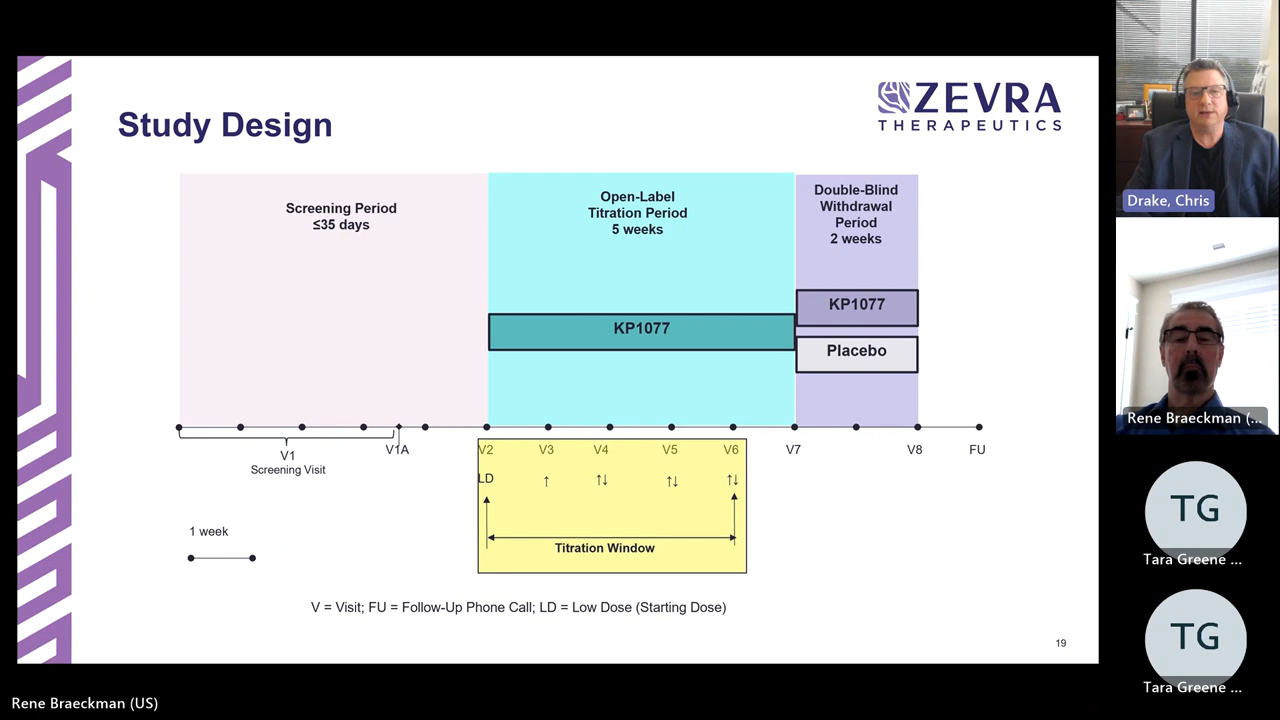 Study Design
ZEVRA
THERAPEUTICS
Screening Period
≤35 days
Open-Label
Titration Period
5 weeks
Double-Blind
Withdrawal
Period
2 weeks
KP1077
KP1077
Placebo
V1
Screening Visit
V1A
V2
V3
V4
V5
V6
V7
V8
FU
LD
↑
↑↓
↑↓
↑↓
Titration Window
1 week
V = Visit; FU = Follow-Up Phone Call; LD = Low Dose (Starting Dose)
19
Drake, Chris
Rene Braeckman (...
TG
Tara Greene ...
TG
Tara Greene ...
Rene Braeckman (US)